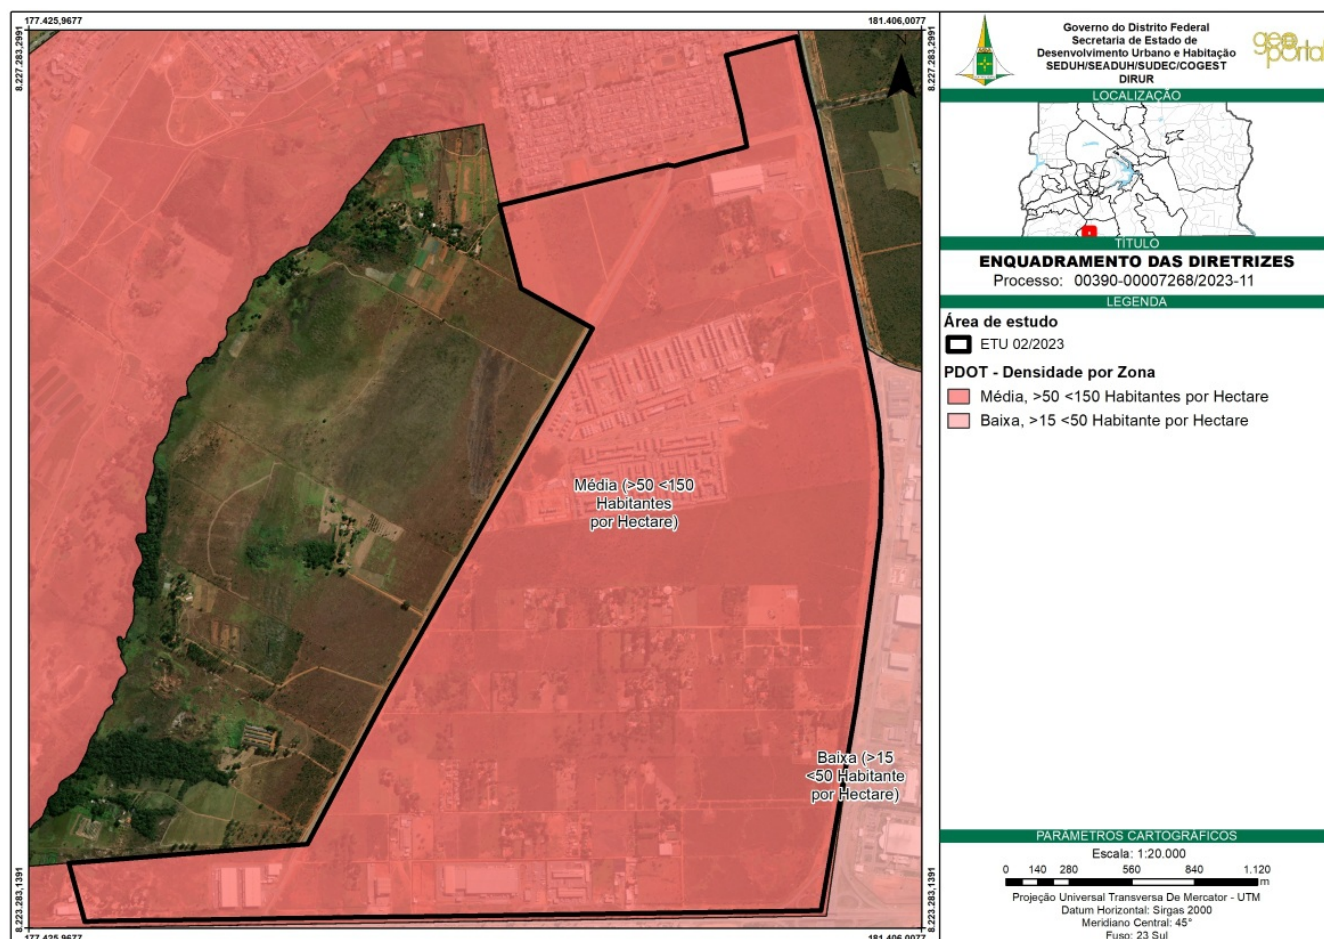 177.425,9677
181.406,0077
8.227.283,2991
8.227.283,2991
N
Média (>50 <150
Habitantes
por Hectare)
Baixa (>15
<50 Habitante
por Hectare)
8.223.283,1391
8.223.283,1391
177.425,9677
181.406,0077
Governo do Distrito Federal
Secretaria de Estado de
Desenvolvimento Urbano e Habitação
SEDUH/SEADUH/SUDEC/COGEST
DIRUR
geoportal
LOCALIZAÇÃO
TÍTULO
ENQUADRAMENTO DAS DIRETRIZES
Processo: 00390-00007268/2023-11
LEGENDA
Área de estudo
ETU 02/2023
PDOT - Densidade por Zona
Média, >50 <150 Habitantes por Hectare
Baixa, >15 <50 Habitante por Hectare
PARÂMETROS CARTOGRÁFICOS
Escala: 1:20.000
0 140 280 560 840 1.120
m
Projeção Universal Transversa De Mercator - UTM
Datum Horizontal: Sirgas 2000
Meridiano Central: 45°
Fuso: 23 Sul